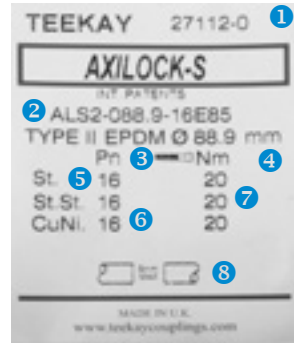 TEEKAY 27112-0 1
AXILOCK-S
INT. PATENTS
2 ALS2-088.9-16E85
TYPE II EPDM Ø 88.9 mm
Pn 3 Nm 4
St. 5 16 20
St.St. 16 20 7
CuNi. 16 6 20
8
MADE IN U.K.
www.teekaycouplings.com